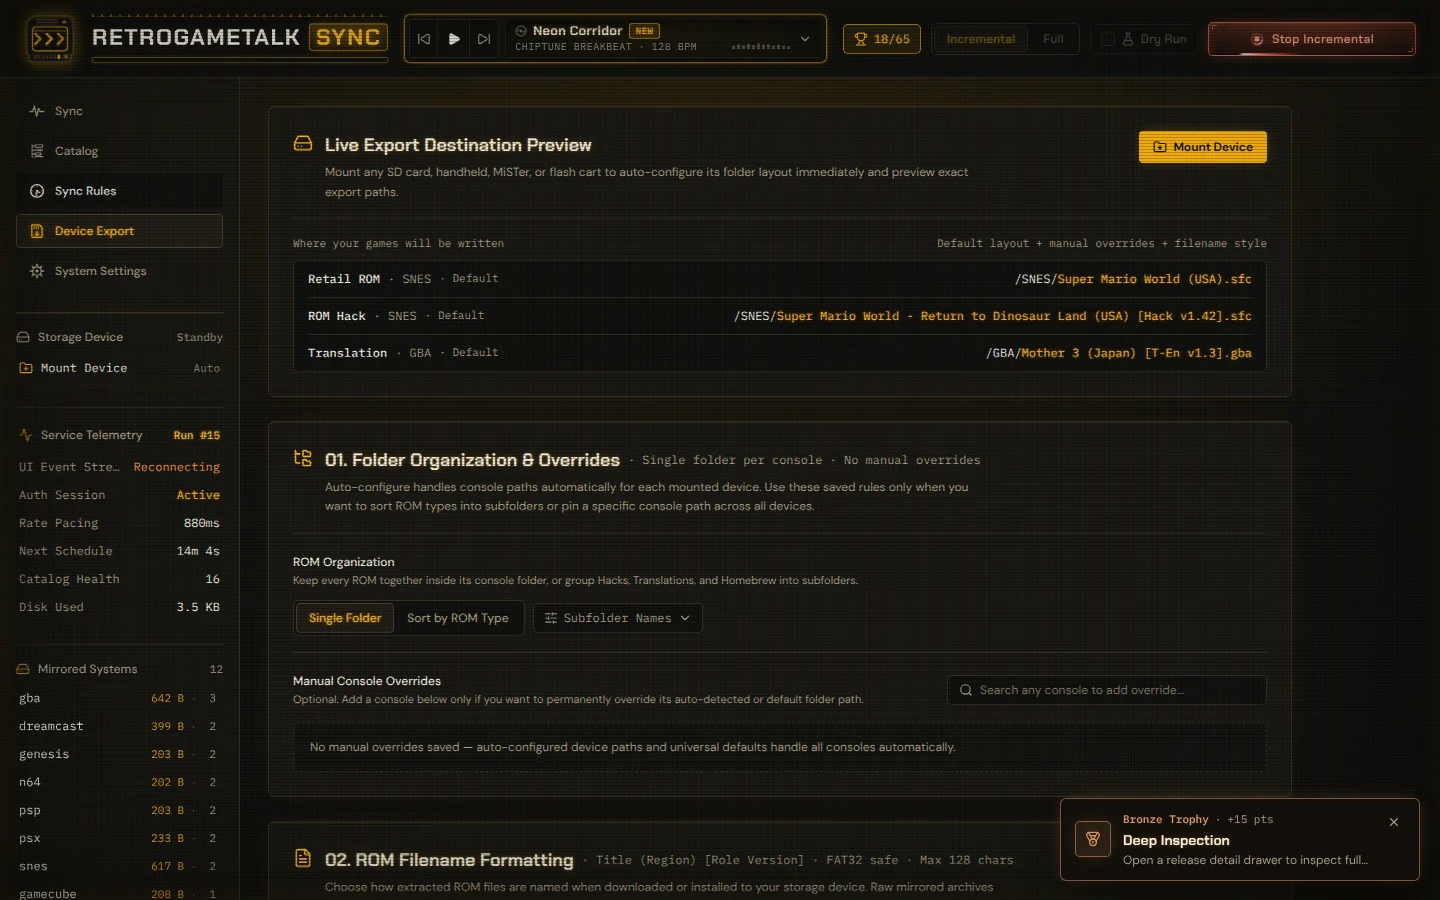 RETROGAMETALK SYNC
Neon Corridor NEW
CHIPTUNE BREAKBEAT · 128 BPM
18/65
Incremental Full
Dry Run
Stop Incremental
Sync
Catalog
Sync Rules
Device Export
System Settings
Storage Device Standby
Mount Device Auto
Service Telemetry Run #15
UI Event Stre… Reconnecting
Auth Session Active
Rate Pacing 880ms
Next Schedule 14m 4s
Catalog Health 16
Disk Used 3.5 KB
Mirrored Systems 12
gba 642 B · 3
dreamcast 399 B · 2
genesis 203 B · 2
n64 202 B · 2
psp 203 B · 2
psx 233 B · 2
snes 617 B · 2
gamecube 208 B · 1
Live Export Destination Preview
Mount Device
Mount any SD card, handheld, MiSTer, or flash cart to auto-configure its folder layout immediately and preview exact
export paths.
Where your games will be written
Default layout + manual overrides + filename style
Retail ROM · SNES · Default /SNES/Super Mario World (USA).sfc
ROM Hack · SNES · Default /SNES/Super Mario World - Return to Dinosaur Land (USA) [Hack v1.42].sfc
Translation · GBA · Default /GBA/Mother 3 (Japan) [T-En v1.3].gba
01. Folder Organization & Overrides · Single folder per console · No manual overrides
Auto-configure handles console paths automatically for each mounted device. Use these saved rules only when you
want to sort ROM types into subfolders or pin a specific console path across all devices.
ROM Organization
Keep every ROM together inside its console folder, or group Hacks, Translations, and Homebrew into subfolders.
Single Folder Sort by ROM Type Subfolder Names
Manual Console Overrides
Optional. Add a console below only if you want to permanently override its auto-detected or default folder path.
Search any console to add override...
No manual overrides saved — auto-configured device paths and universal defaults handle all consoles automatically.
02. ROM Filename Formatting · Title (Region) [Role Version] · FAT32 safe · Max 128 chars
Choose how extracted ROM files are named when downloaded or installed to your storage device. Raw mirrored archives
Bronze Trophy · +15 pts
Deep Inspection
Open a release detail drawer to inspect full...